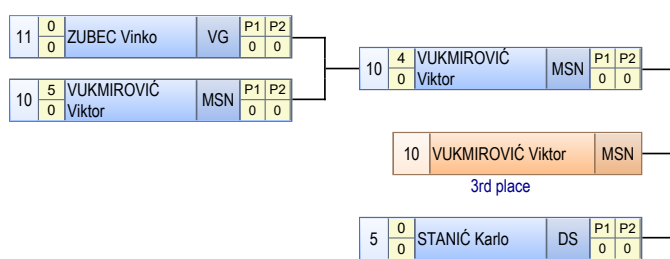 11 0 0 ZUBEC Vinko VG P1 P2 0 0
10 5 0 VUKMIROVIĆ Viktor MSN P1 P2 0 0
10 4 0 VUKMIROVIĆ Viktor MSN P1 P2 0 0
10 VUKMIROVIĆ Viktor MSN
3rd place
5 0 0 STANIĆ Karlo DS P1 P2 0 0